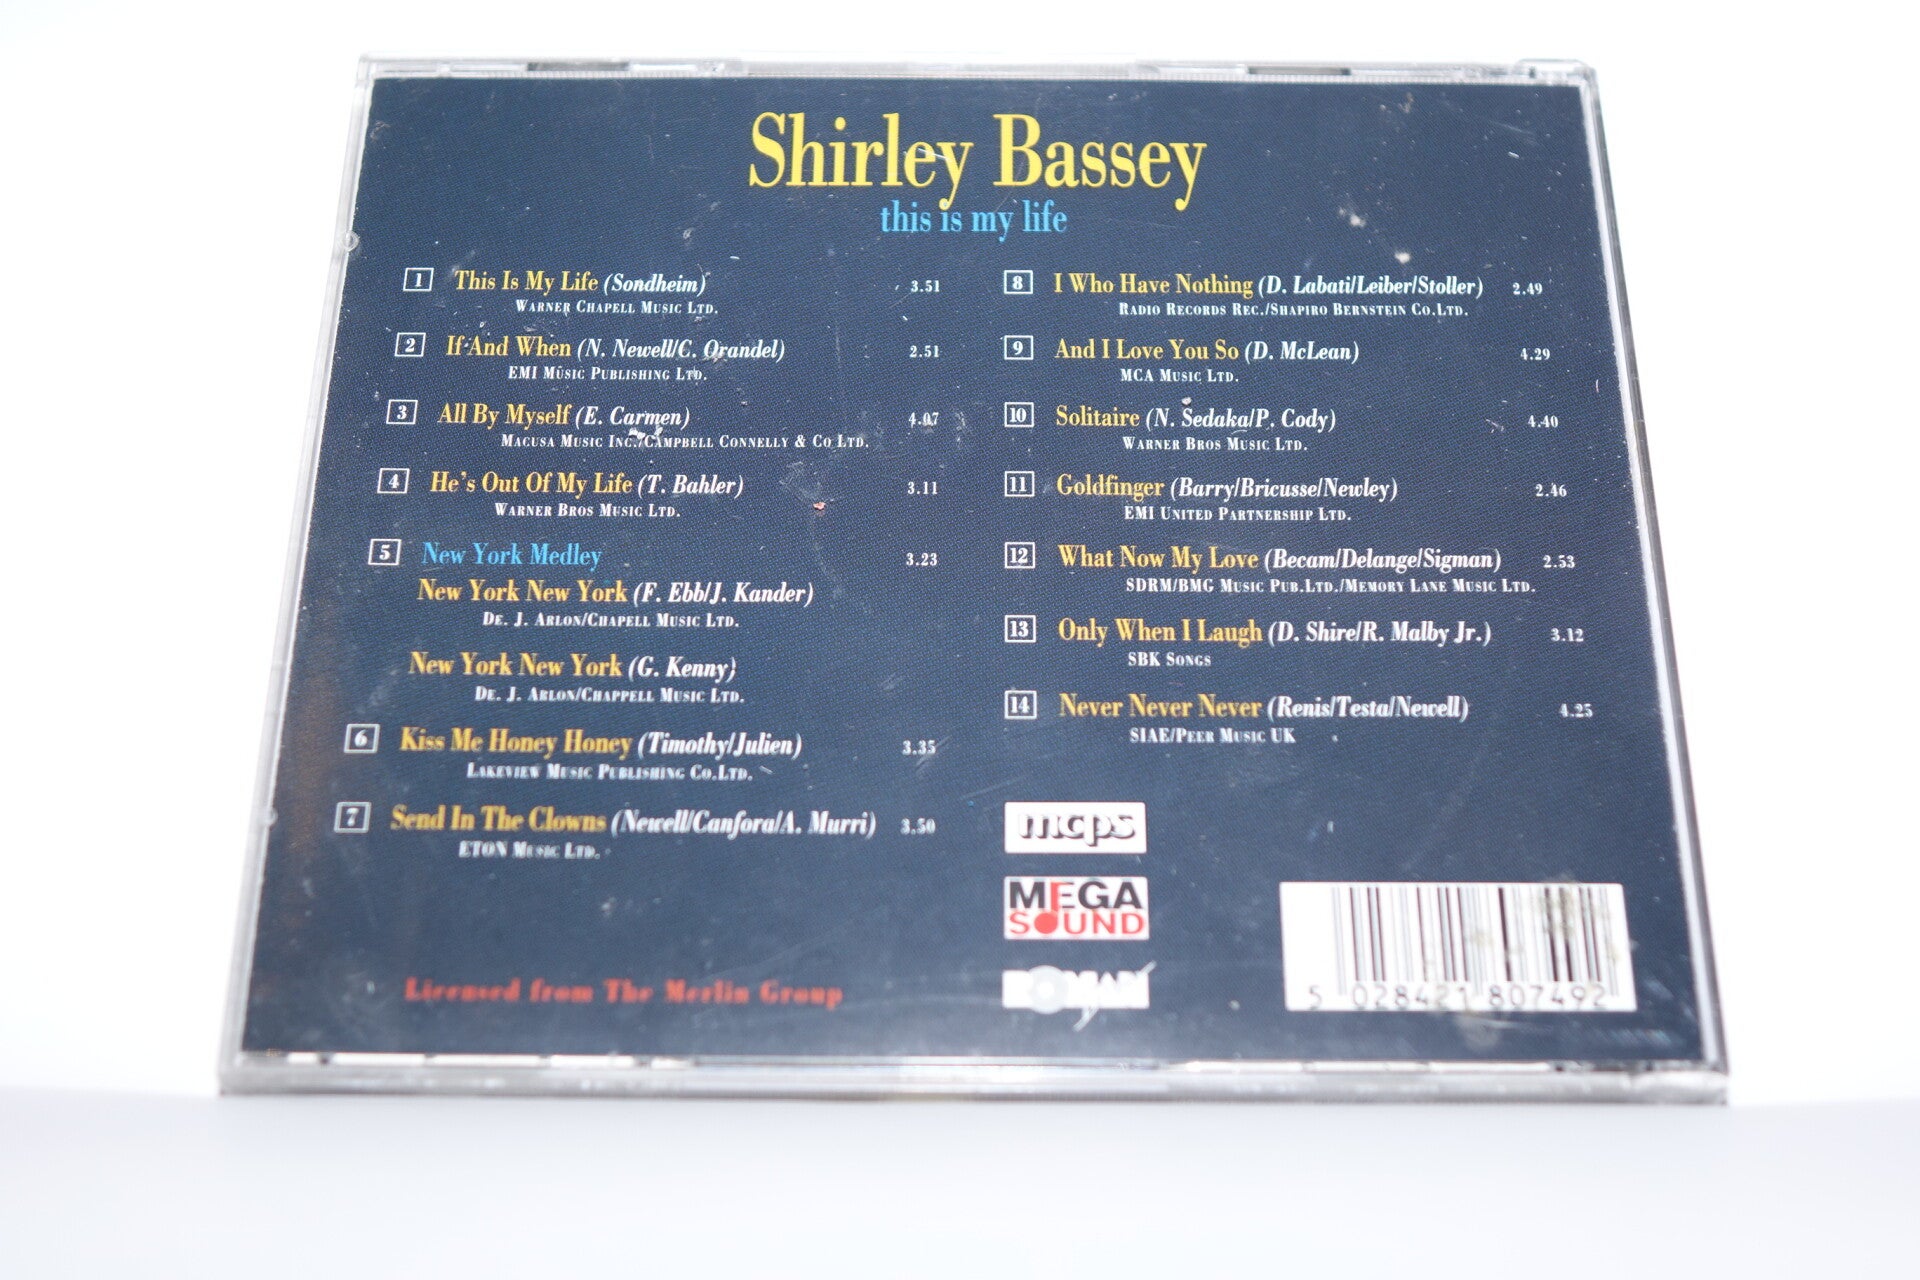 Shirley Bassey
this is my life
1 This Is My Life (Sondheim) 3.51
Warner Chapell Music Ltd.
2 If And When (N. Newell/C. Orandel) 2.51
EMI Music Publishing Ltd.
3 All By Myself (E. Carmen) 4.07
Macusa Music Inc./Campbell Connelly & Co Ltd.
4 He's Out Of My Life (T. Bahler) 3.11
Warner Bros Music Ltd.
5 New York Medley 3.23
New York New York (F. Ebb/J. Kander)
De. J. Arlon/Chapell Music Ltd.
New York New York (G. Kenny)
De. J. Arlon/Chappell Music Ltd.
6 Kiss Me Honey Honey (Timothy/Julien) 3.35
Lakeview Music Publishing Co.Ltd.
7 Send In The Clowns (Newell/Canfora/A. Murri) 3.50
ETON Music Ltd.
Licensed from The Merlin Group
8 I Who Have Nothing (D. Labati/Leiber/Stoller) 2.49
Radio Records Rec./Shapiro Bernstein Co.Ltd.
9 And I Love You So (D. McLean) 4.29
MCA Music Ltd.
10 Solitaire (N. Sedaka/P. Cody) 4.40
Warner Bros Music Ltd.
11 Goldfinger (Barry/Bricusse/Newley) 2.46
EMI United Partnership Ltd.
12 What Now My Love (Becam/Delange/Sigman) 2.53
SDRM/BMG Music Pub.Ltd./Memory Lane Music Ltd.
13 Only When I Laugh (D. Shire/R. Malby Jr.) 3.12
SBK Songs
14 Never Never Never (Renis/Testa/Newell) 4.25
SIAE/Peer Music UK
mcps
MEGA
SOUND
5 028421 807492